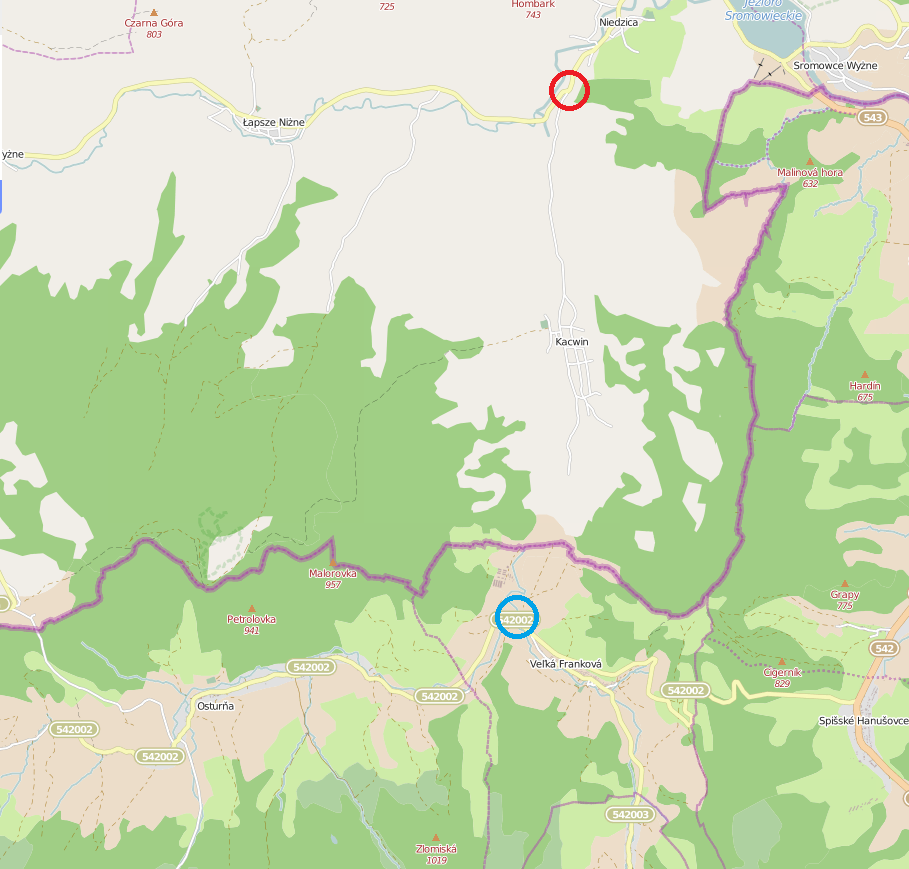 725
Hombark
743
Jezioro
Sromowieckie
Czarna Góra
803
Niedzica
Sromowce Wyżne
543
Łapsze Niżne
yżne
Malinová hora
632
Kacwin
Hardín
675
Malorovka
957
Grapy
775
Petrolovka
941
542002
542
Veľká Franková
542002
Cigerník
829
542002
542002
Osturňa
Spišské Hanušovce
542002
542002
542003
Zlomiská
1019